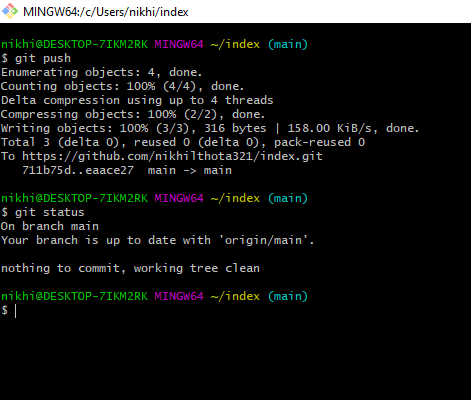 MINGW64:/c/Users/nikhi/index
nikhi@DESKTOP-7IKM2RK MINGW64 ~/index (main)
$ git push
Enumerating objects: 4, done.
Counting objects: 100% (4/4), done.
Delta compression using up to 4 threads
Compressing objects: 100% (2/2), done.
Writing objects: 100% (3/3), 316 bytes | 158.00 KiB/s, done.
Total 3 (delta 0), reused 0 (delta 0), pack-reused 0
To https://github.com/nikhilthota321/index.git
   711b75d..eaace27  main -> main
nikhi@DESKTOP-7IKM2RK MINGW64 ~/index (main)
$ git status
On branch main
Your branch is up to date with 'origin/main'.
nothing to commit, working tree clean
nikhi@DESKTOP-7IKM2RK MINGW64 ~/index (main)
$